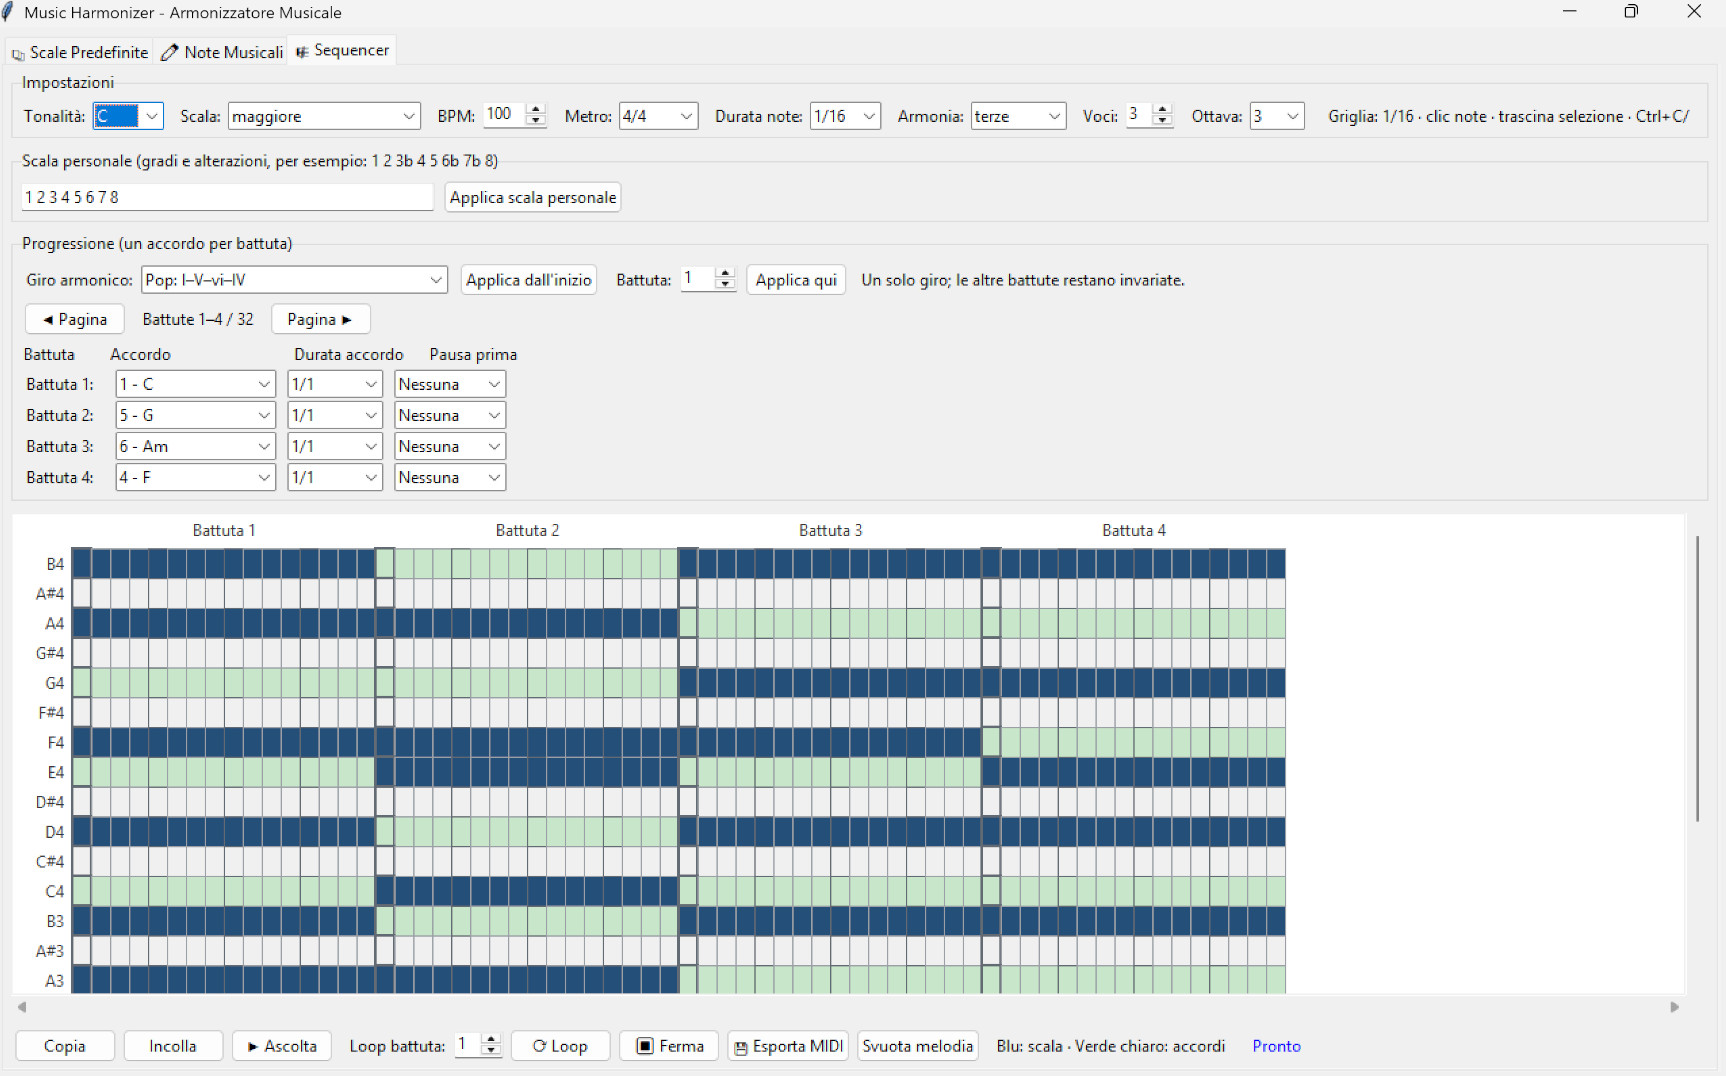 Music Harmonizer - Armonizzatore Musicale
Scale Predefinite Note Musicali Sequencer
Impostazioni
Tonalità: C Scala: maggiore BPM: 100 Metro: 4/4 Durata note: 1/16 Armonia: terze Voci: 3 Ottava: 3 Griglia: 1/16 · clic note · trascina selezione · Ctrl+C/
Scala personale (gradi e alterazioni, per esempio: 1 2 3b 4 5 6b 7b 8)
1 2 3 4 5 6 7 8 Applica scala personale
Progressione (un accordo per battuta)
Giro armonico: Pop: I–V–vi–IV Applica dall'inizio Battuta: 1 Applica qui Un solo giro; le altre battute restano invariate.
◄ Pagina Battute 1–4 / 32 Pagina ►
Battuta Accordo Durata accordo Pausa prima
Battuta 1: 1 - C 1/1 Nessuna
Battuta 2: 5 - G 1/1 Nessuna
Battuta 3: 6 - Am 1/1 Nessuna
Battuta 4: 4 - F 1/1 Nessuna
Battuta 1 Battuta 2 Battuta 3 Battuta 4
B4
A#4
A4
G#4
G4
F#4
F4
E4
D#4
D4
C#4
C4
B3
A#3
A3
Copia Incolla ► Ascolta Loop battuta: 1 ⟳ Loop Ferma Esporta MIDI Svuota melodia Blu: scala · Verde chiaro: accordi Pronto